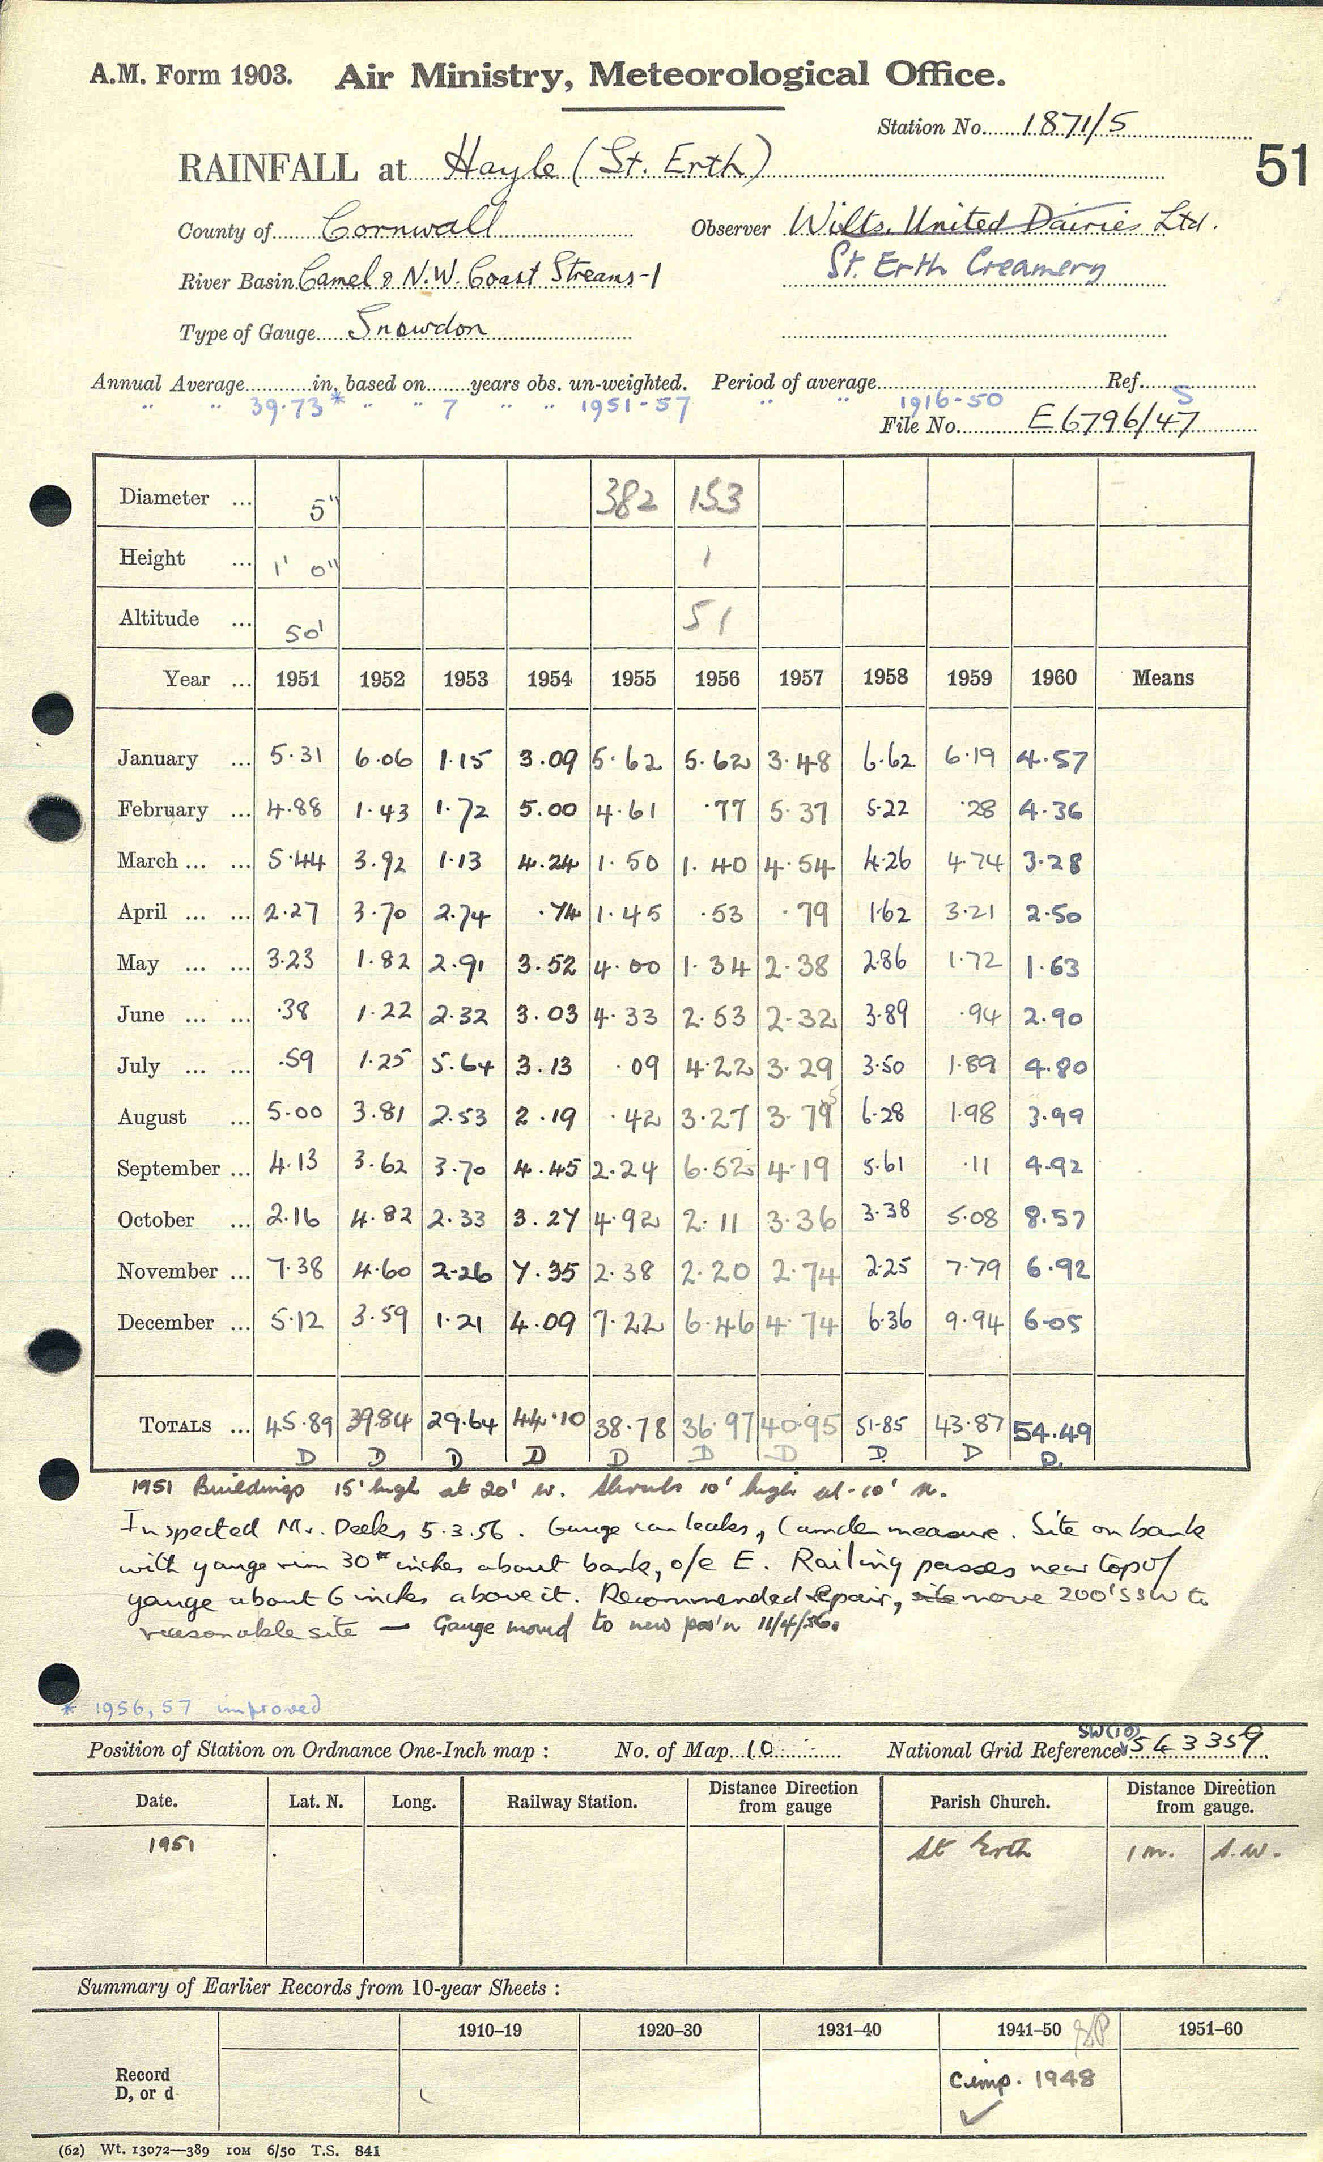 A.M. Form 1903. Air Ministry, Meteorological Office.
Station No. 1871/5
51
RAINFALL at Hayle (St. Erth)
County of Cornwall Observer Wilts. United Dairies Ltd.
River Basin Camel & N.W. Coast Streams-1 St. Erth Creamery
Type of Gauge Snowdon
Annual Average in, based on years obs. un-weighted. Period of average Ref.
" " 39.73* " " 7 " " 1951-57 " " 1916-50 S
File No. E6796/47
Diameter ... 5" 382 153
Height ... 1' 0" 1
Altitude ... 50' 51
Year ... 1951 1952 1953 1954 1955 1956 1957 1958 1959 1960 Means
January ... 5.31 6.06 1.15 3.09 5.62 5.62 3.48 6.62 6.19 4.57
February ... 4.88 1.43 1.72 5.00 4.61 .77 5.37 5.22 .28 4.36
March ... ... 5.44 3.92 1.13 4.24 1.50 1.40 4.54 4.26 4.74 3.28
April ... ... 2.27 3.70 2.74 .74 1.45 .53 .79 1.62 3.21 2.50
May ... ... 3.23 1.82 2.91 3.52 4.00 1.34 2.38 2.86 1.72 1.63
June ... ... .38 1.22 2.32 3.03 4.33 2.53 2.32 3.89 .94 2.90
July ... ... .59 1.25 5.64 3.13 .09 4.22 3.29 3.50 1.89 4.80
August ... 5.00 3.81 2.53 2.19 .42 3.27 3.75 6.28 1.98 3.99
September ... 4.13 3.62 3.70 4.45 2.24 6.52 4.19 5.61 .11 4.92
October ... 2.16 4.82 2.33 3.27 4.92 2.11 3.36 3.38 5.08 8.57
November ... 7.38 4.60 2.26 7.35 2.38 2.20 2.74 2.25 7.79 6.92
December ... 5.12 3.59 1.21 4.09 7.22 6.46 4.74 6.36 9.94 6.05
TOTALS ... 45.89 39.84 29.64 44.10 38.78 36.97 40.95 51.85 43.87 54.49
D D D D D D D D D D.
1951 Buildings 15' high at 20' W. Shrubs 10' high at 10' N.
Inspected Mr. Deeks 5.3.56. Gauge can leaks, Camden measure. Site on bank
with gauge rim 30" inches about bank, o/e E. Railing passes near top of
gauge about 6 inches above it. Recommended repair, site move 200' SSW to
reasonable site — Gauge moved to new pos'n 11/4/56.
* 1956, 57 improved
SW(10)
Position of Station on Ordnance One-Inch map : No. of Map 10 National Grid Reference 543359
Date. Lat. N. Long. Railway Station. Distance Direction from gauge Parish Church. Distance Direction from gauge.
1951 St Erth 1 m. S.W.
Summary of Earlier Records from 10-year Sheets :
1910–19 1920–30 1931–40 1941–50 1951–60
Record D, or d Comp. 1948
(62) Wt. 13072—389 10M 6/50 T.S. 841